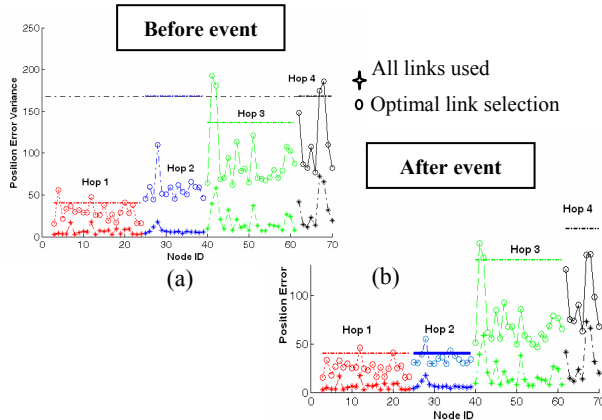 Before event
250
200
150
100
50
0
Position Error Variance
Hop 1
Hop 2
Hop 3
Hop 4
0 10 20 30 40 50 60 70
Node ID
(a)
All links used
Optimal link selection
After event
100
50
0
Position Error
Hop 1
Hop 2
Hop 3
Hop 4
(b)
0 10 20 30 40 50 60 70
Node ID